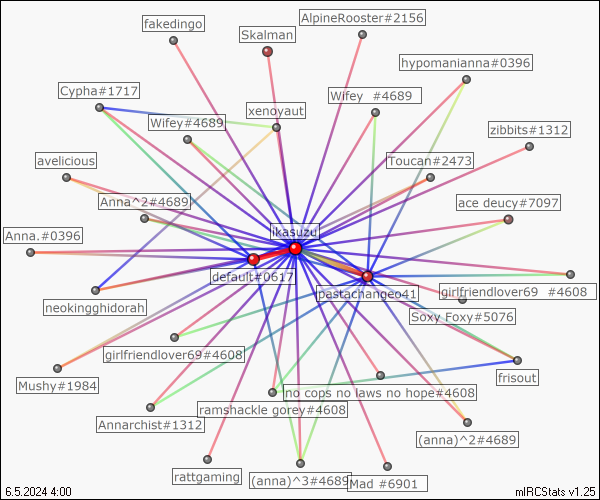 fakedingo
AlpineRooster#2156
Skalman
hypomanianna#0396
Cypha#1717
Wifey  #4689
xenoyaut
Wifey#4689
zibbits#1312
avelicious
Toucan#2473
Anna^2#4689
ace deucy#7097
Anna.#0396
ikasuzu
default#0617
pastachangeo41
girlfriendlover69  #4608
neokingghidorah
Soxy Foxy#5076
girlfriendlover69#4608
frisout
Mushy#1984
no cops no laws no hope#4608
ramshackle gorey#4608
Annarchist#1312
(anna)^2#4689
rattgaming
(anna)^3#4689
Mad #6901
6.5.2024 4:00
mIRCStats v1.25